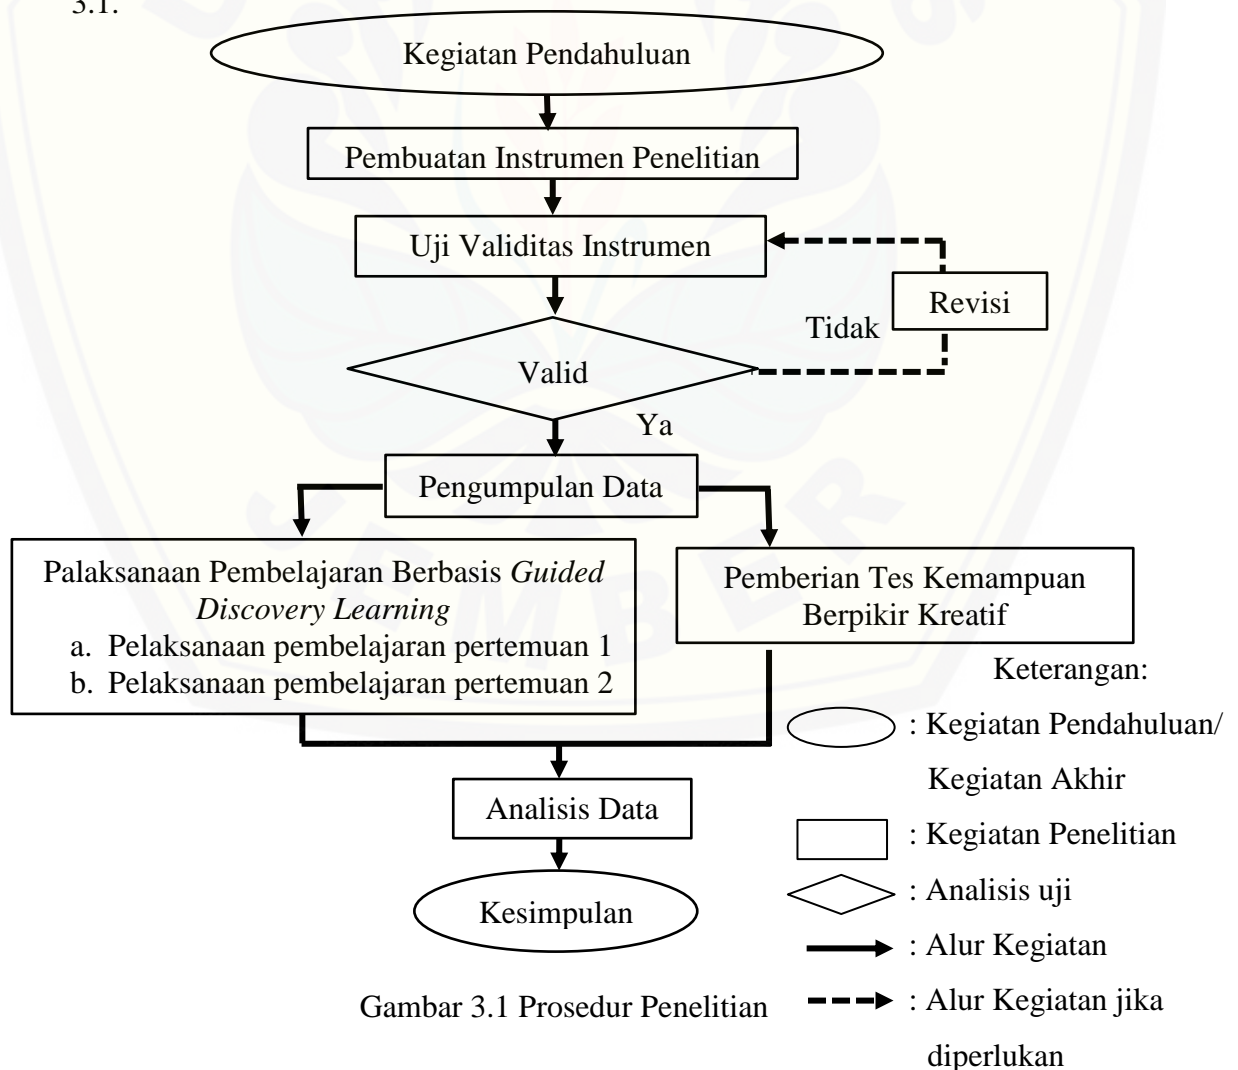 3.1.
Kegiatan Pendahuluan
Pembuatan Instrumen Penelitian
Uji Validitas Instrumen
Revisi
Tidak
Valid
Ya
Pengumpulan Data
Palaksanaan Pembelajaran Berbasis Guided
Discovery Learning
a. Pelaksanaan pembelajaran pertemuan 1
b. Pelaksanaan pembelajaran pertemuan 2
Pemberian Tes Kemampuan
Berpikir Kreatif
Analisis Data
Kesimpulan
Keterangan:
: Kegiatan Pendahuluan/
Kegiatan Akhir
: Kegiatan Penelitian
: Analisis uji
: Alur Kegiatan
: Alur Kegiatan jika
diperlukan
Gambar 3.1 Prosedur Penelitian
JEMBER